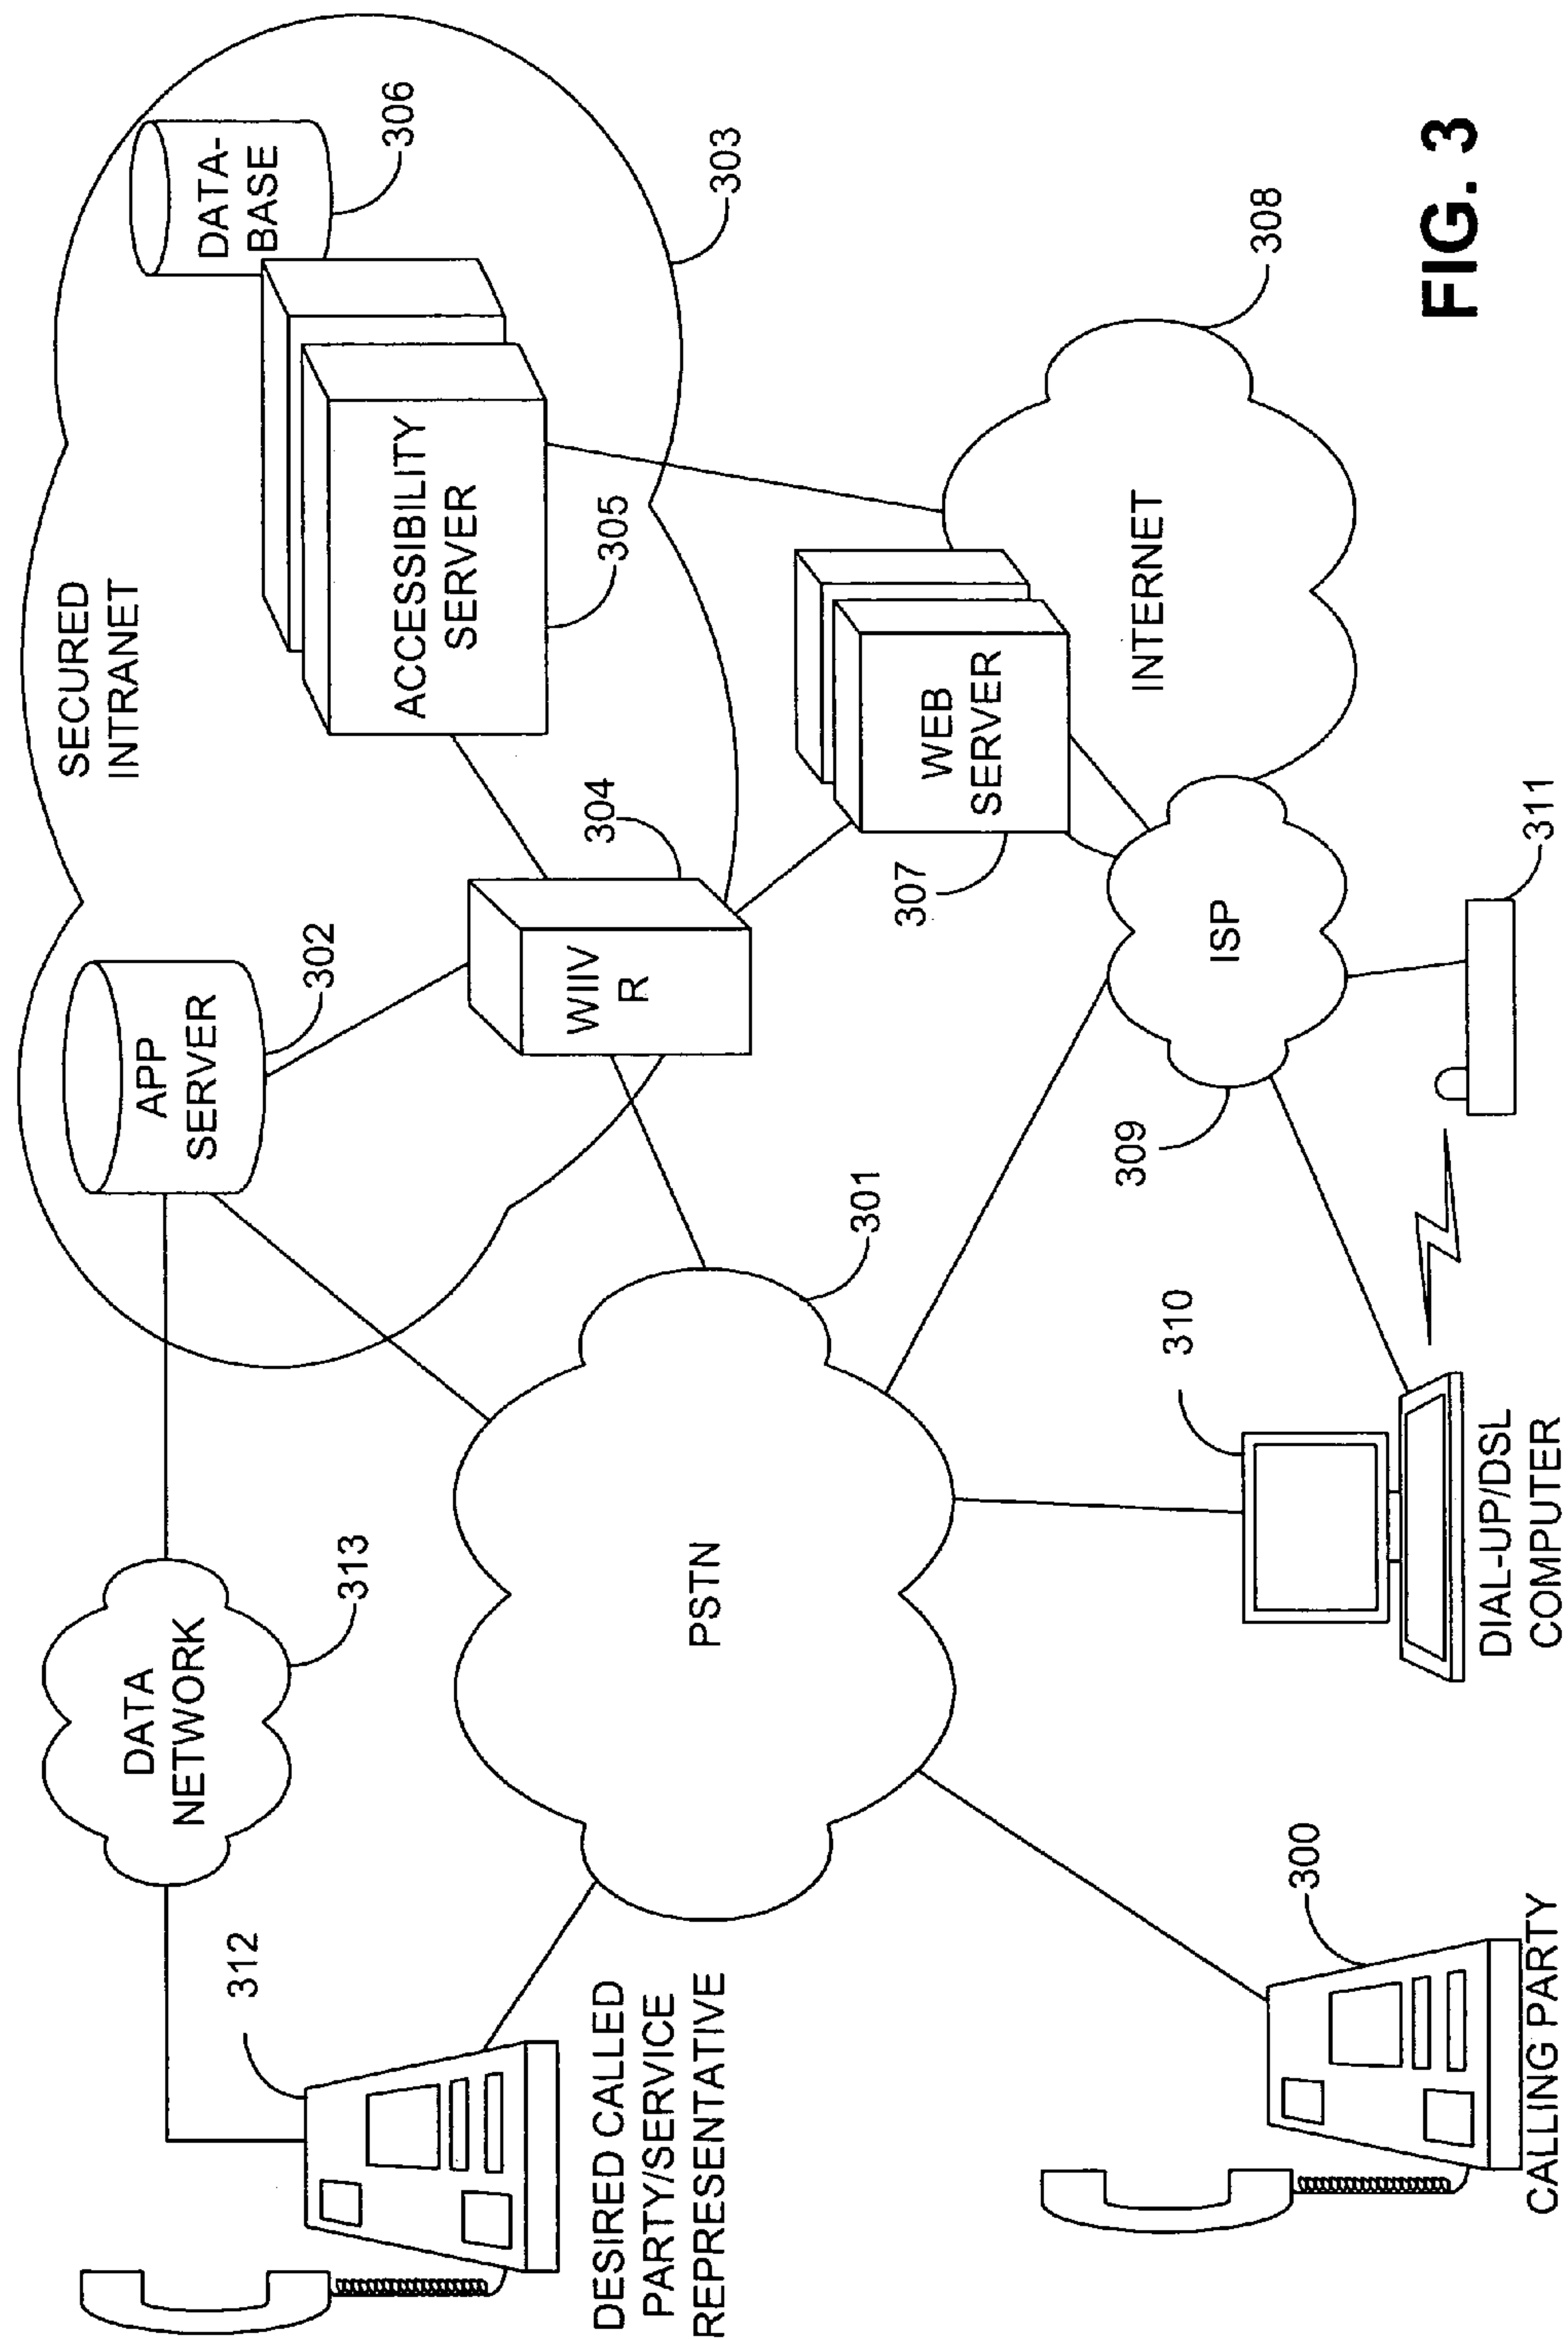 SECURED
INTRANET
DATA-
BASE
306
ACCESSIBILITY
SERVER
305
303
APP
SERVER
302
WIIV
R
304
DATA
NETWORK
313
312
DESIRED CALLED
PARTY/SERVICE
REPRESENTATIVE
PSTN
301
WEB
SERVER
307
INTERNET
308
ISP
309
311
310
DIAL-UP/DSL
COMPUTER
300
CALLING PARTY
FIG. 3